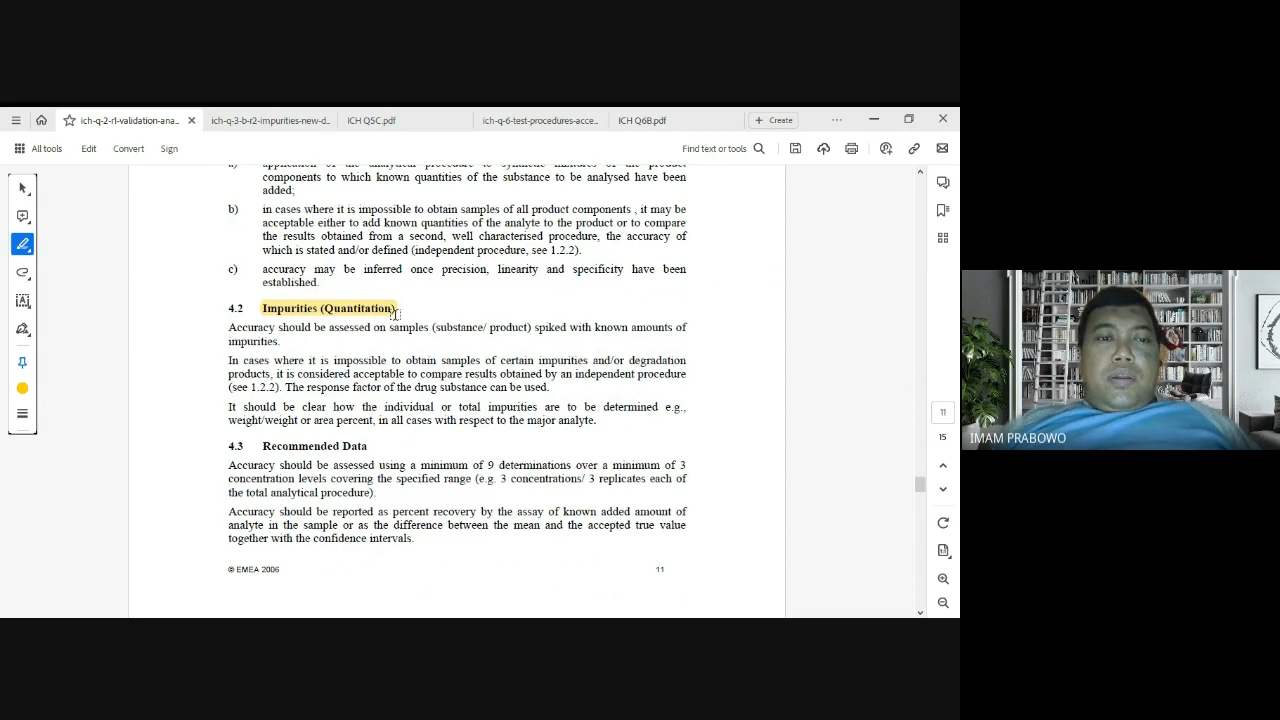 ich-q-2-r1-validation-ana...
ich-q-3-b-r2-impurities-new-d...
ICH Q5C.pdf
ich-q-6-test-procedures-acce...
ICH Q6B.pdf
Create
All tools
Edit
Convert
Sign
Find text or tools
a) application of the analytical procedure to synthetic mixtures of the product
components to which known quantities of the substance to be analysed have been
added;
b) in cases where it is impossible to obtain samples of all product components , it may be
acceptable either to add known quantities of the analyte to the product or to compare
the results obtained from a second, well characterised procedure, the accuracy of
which is stated and/or defined (independent procedure, see 1.2.2).
c) accuracy may be inferred once precision, linearity and specificity have been
established.
4.2 Impurities (Quantitation)
Accuracy should be assessed on samples (substance/ product) spiked with known amounts of
impurities.
In cases where it is impossible to obtain samples of certain impurities and/or degradation
products, it is considered acceptable to compare results obtained by an independent procedure
(see 1.2.2). The response factor of the drug substance can be used.
It should be clear how the individual or total impurities are to be determined e.g.,
weight/weight or area percent, in all cases with respect to the major analyte.
4.3 Recommended Data
Accuracy should be assessed using a minimum of 9 determinations over a minimum of 3
concentration levels covering the specified range (e.g. 3 concentrations/ 3 replicates each of
the total analytical procedure).
Accuracy should be reported as percent recovery by the assay of known added amount of
analyte in the sample or as the difference between the mean and the accepted true value
together with the confidence intervals.
© EMEA 2006
11
11
15
IMAM PRABOWO